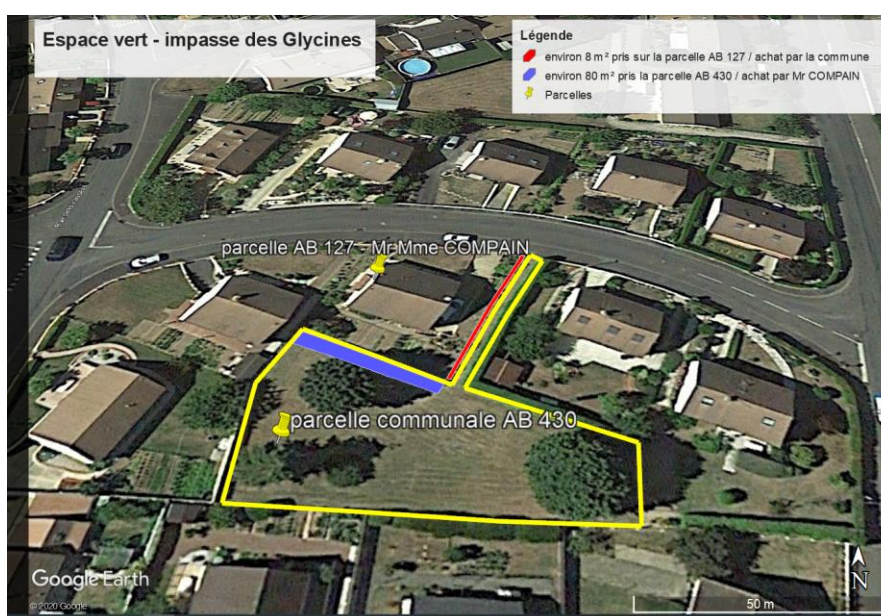 Espace vert - impasse des Glycines
Légende
environ 8 m² pris sur la parcelle AB 127 / achat par la commune
environ 80 m² pris la parcelle AB 430 / achat par Mr COMPAIN
Parcelles
parcelle AB 127 - Mr Mme COMPAIN
parcelle communale AB 430
Google Earth
© 2020 Google
N
50 m